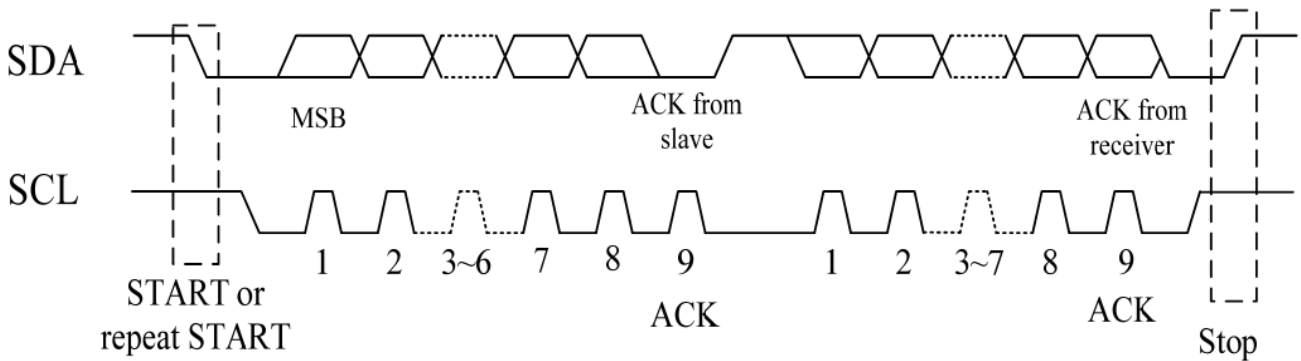 SDA
MSB
ACK from
slave
ACK from
receiver
SCL
1 2 3~6 7 8 9 1 2 3~7 8 9
START or
repeat START
ACK
ACK
Stop